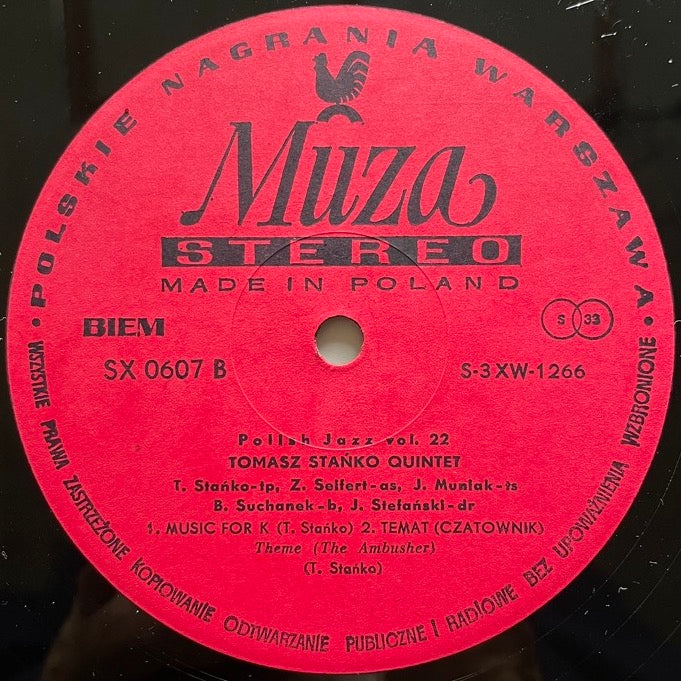 • POLSKIE NAGRANIA WARSZAWA •
Muza
STEREO
MADE IN POLAND
BIEM
SX 0607 B
S 33
S-3XW-1266
Polish Jazz vol. 22
TOMASZ STAŃKO QUINTET
T. Stańko-tp, Z. Seifert-as, J. Muniak-ts
B. Suchanek-b, J. Stefański-dr
1. MUSIC FOR K (T. Stańko) 2. TEMAT (CZATOWNIK)
Theme (The Ambusher)
(T. Stańko)
WSZYSTKIE PRAWA ZASTRZEŻONE KOPIOWANIE ODTWARZANIE PUBLICZNE I RADIOWE BEZ UPOWAŻNIENIA WZBRONIONE